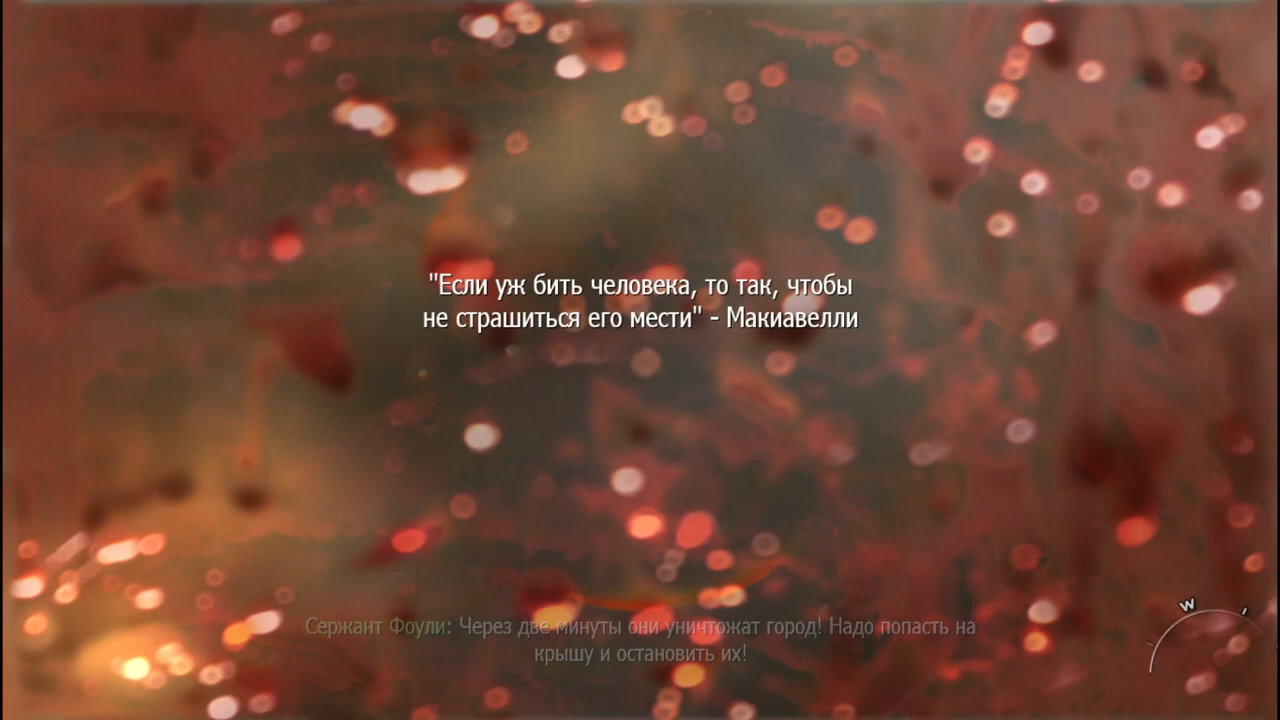 "Если уж бить человека, то так, чтобы
не страшиться его мести" - Макиавелли
Сержант Фоули: Через две минуты они уничтожат город! Надо попасть на
крышу и остановить их!
W